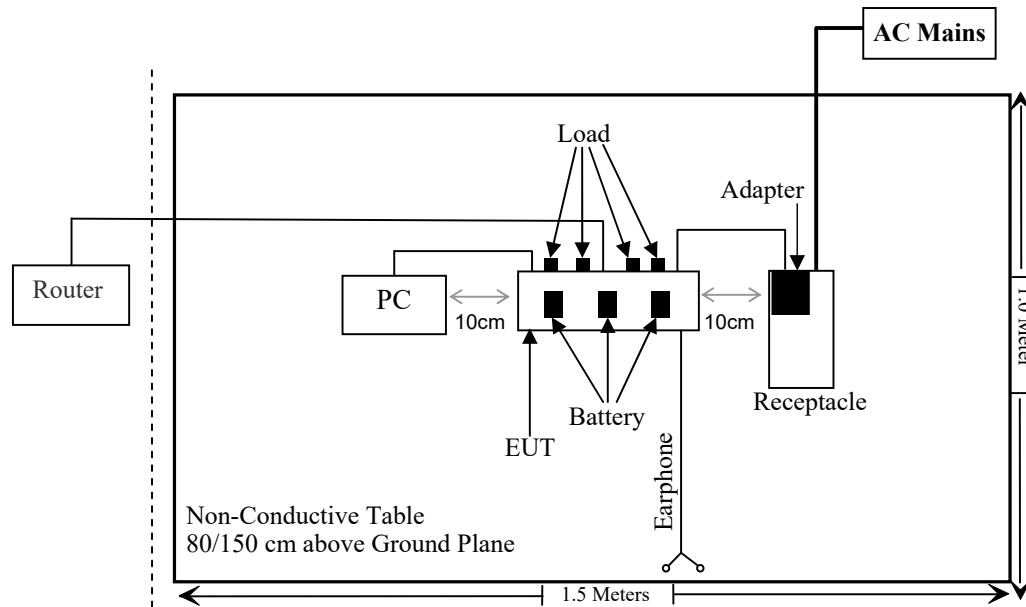 AC Mains
Load
Adapter
Router
PC
10cm
10cm
1.0 Meter
Receptacle
Battery
EUT
Earphone
Non-Conductive Table
80/150 cm above Ground Plane
1.5 Meters